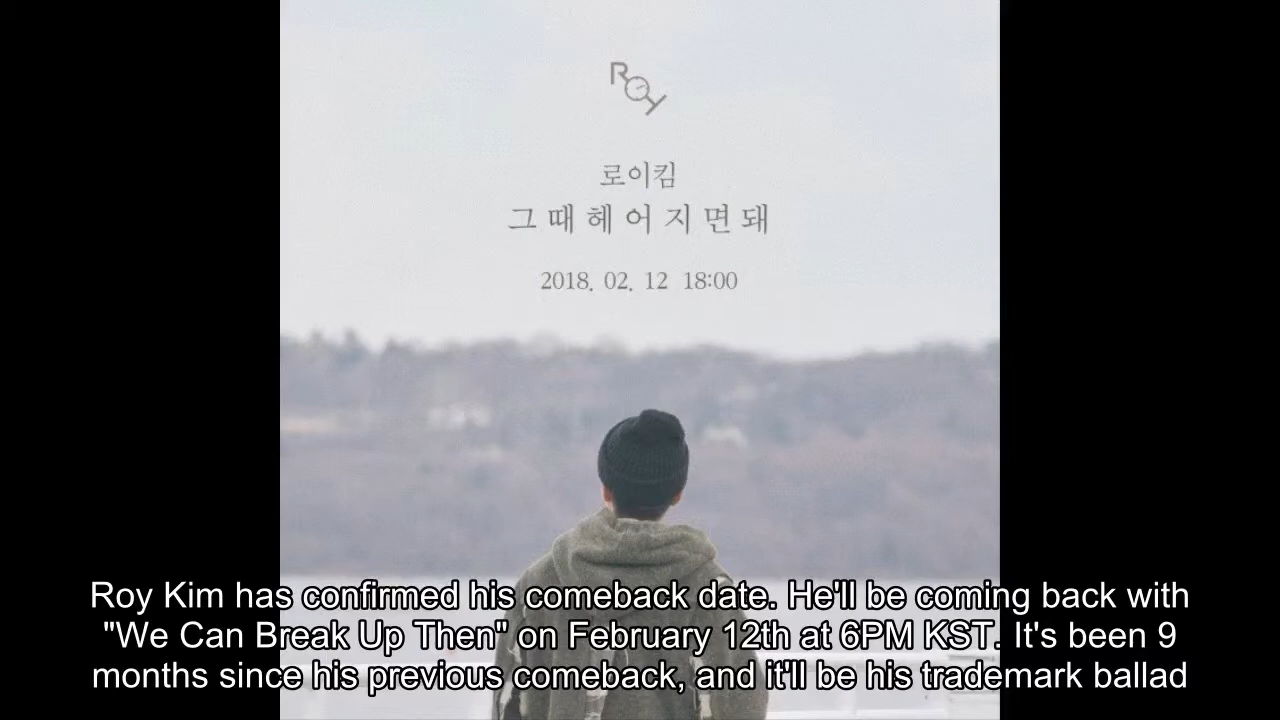 ROY
로이킴
그때헤어지면돼
2018. 02. 12 18:00
Roy Kim has confirmed his comeback date. He'll be coming back with
"We Can Break Up Then" on February 12th at 6PM KST. It's been 9
months since his previous comeback, and it'll be his trademark ballad